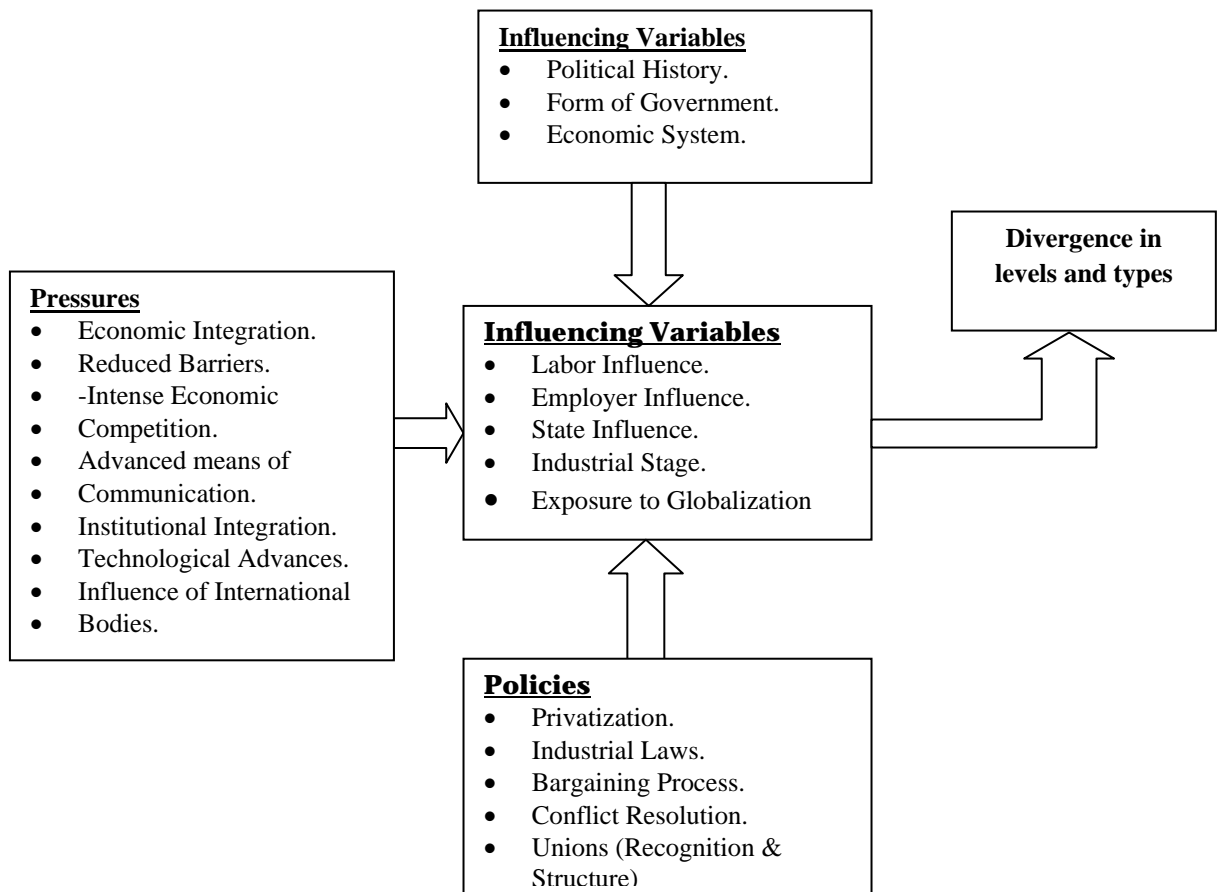 Influencing Variables
• Political History.
• Form of Government.
• Economic System.
Divergence in
levels and types
Pressures
• Economic Integration.
• Reduced Barriers.
• -Intense Economic
• Competition.
• Advanced means of
• Communication.
• Institutional Integration.
• Technological Advances.
• Influence of International
• Bodies.
Influencing Variables
• Labor Influence.
• Employer Influence.
• State Influence.
• Industrial Stage.
• Exposure to Globalization
Policies
• Privatization.
• Industrial Laws.
• Bargaining Process.
• Conflict Resolution.
• Unions (Recognition &
Structure)